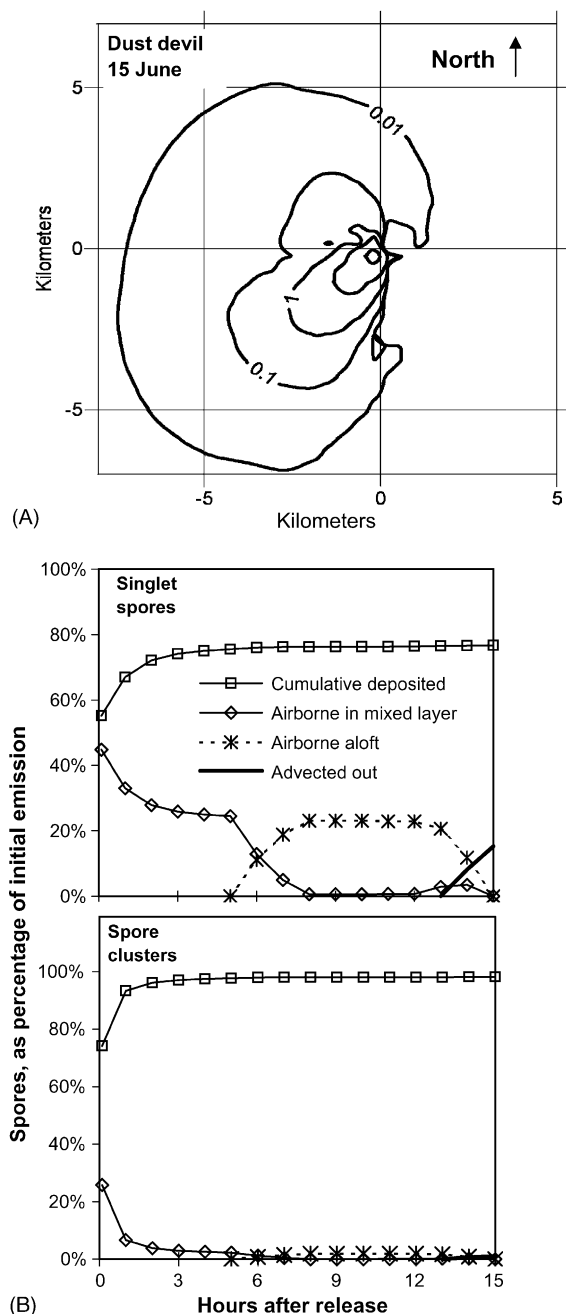 Dust devil
15 June
North
5
0.01
0
1
0.1
-5
-5
0
5
Kilometers
Kilometers
(A)
100%
Singlet
spores
80%
60%
40%
20%
0%
Cumulative deposited
Airborne in mixed layer
Airborne aloft
Advected out
Spores, as percentage of initial emission
Spore
clusters
100%
80%
60%
40%
20%
0%
0
3
6
9
12
15
Hours after release
(B)